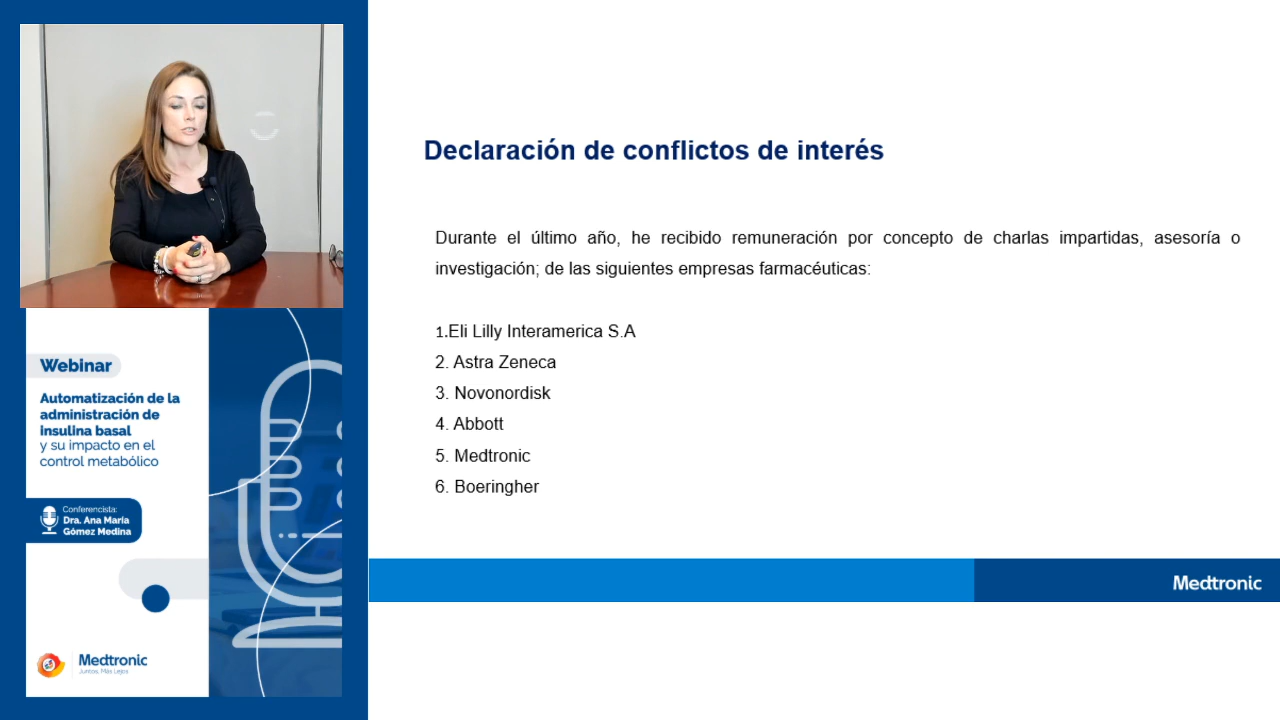 Webinar
Automatización de la
administración de
insulina basal
y su impacto en el
control metabólico
Conferencista:
Dra. Ana María
Gómez Medina
Medtronic
Juntos, Más Lejos
Declaración de conflictos de interés
Durante el último año, he recibido remuneración por concepto de charlas impartidas, asesoría o
investigación; de las siguientes empresas farmacéuticas:
1.Eli Lilly Interamerica S.A
2. Astra Zeneca
3. Novonordisk
4. Abbott
5. Medtronic
6. Boeringher
Medtronic